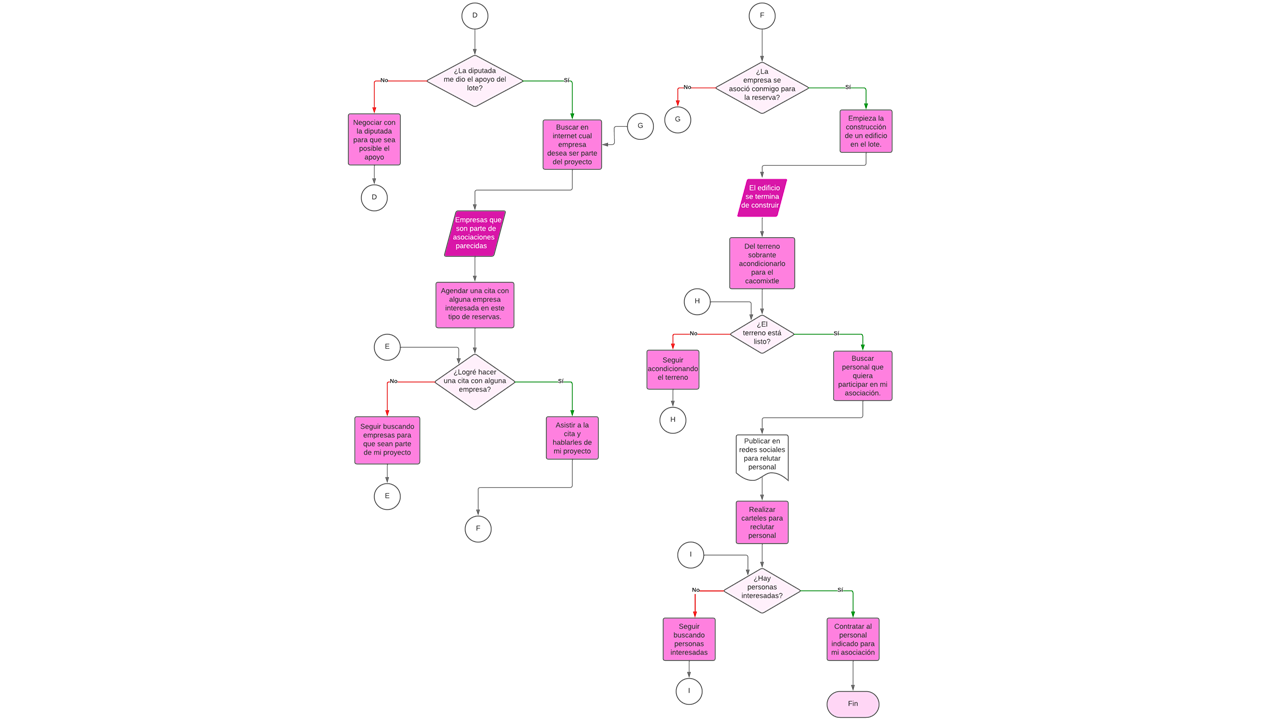 D
¿La diputada
me dio el apoyo del
lote?
No
Sí
Negociar con
la diputada
para que sea
posible el
apoyo
D
Buscar en
internet cual
empresa
desea ser parte
del proyecto
G
Empresas que
son parte de
asociaciones
parecidas
Agendar una cita con
alguna empresa
interesada en este
tipo de reservas.
E
¿Logré hacer
una cita con alguna
empresa?
No
Sí
Seguir buscando
empresas para
que sean parte
de mi proyecto
E
Asistir a la
cita y
hablarles de
mi proyecto
F
F
¿La
empresa se
asoció conmigo para
la reserva?
No
Sí
G
Empieza la
construcción
de un edificio
en el lote.
El edificio
se termina
de construir
Del terreno
sobrante
acondicionarlo
para el
cacomixtle
H
¿El
terreno está
listo?
No
Sí
Seguir
acondicionando
el terreno
H
Buscar
personal que
quiera
participar en mi
asociación.
Publicar en
redes sociales
para relutar
personal
Realizar
carteles para
reclutar
personal
I
¿Hay
personas
interesadas?
No
Sí
Seguir
buscando
personas
interesadas
I
Contratar al
personal
indicado para
mi asociación
Fin